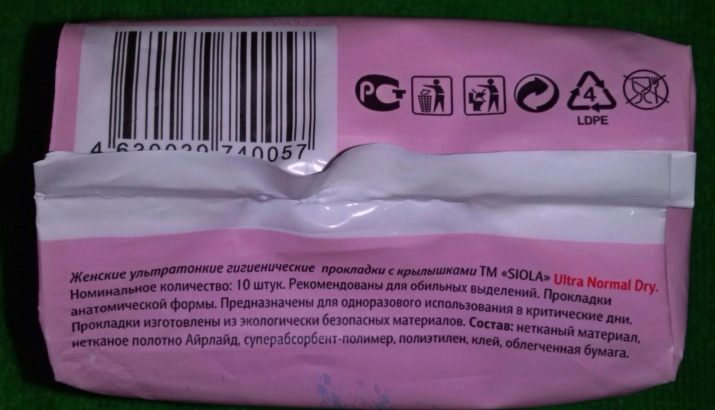 4 630039 740057
РСТ
4
LDPE
Женские ультратонкие гигиенические прокладки с крылышками ТМ «SIOLA» Ultra Normal Dry.
Номинальное количество: 10 штук. Рекомендованы для обильных выделений. Прокладки
анатомической формы. Предназначены для одноразового использования в критические дни.
Прокладки изготовлены из экологически безопасных материалов. Состав: нетканый материал,
нетканое полотно Айрлайд, суперабсорбент-полимер, полиэтилен, клей, облегченная бумага.